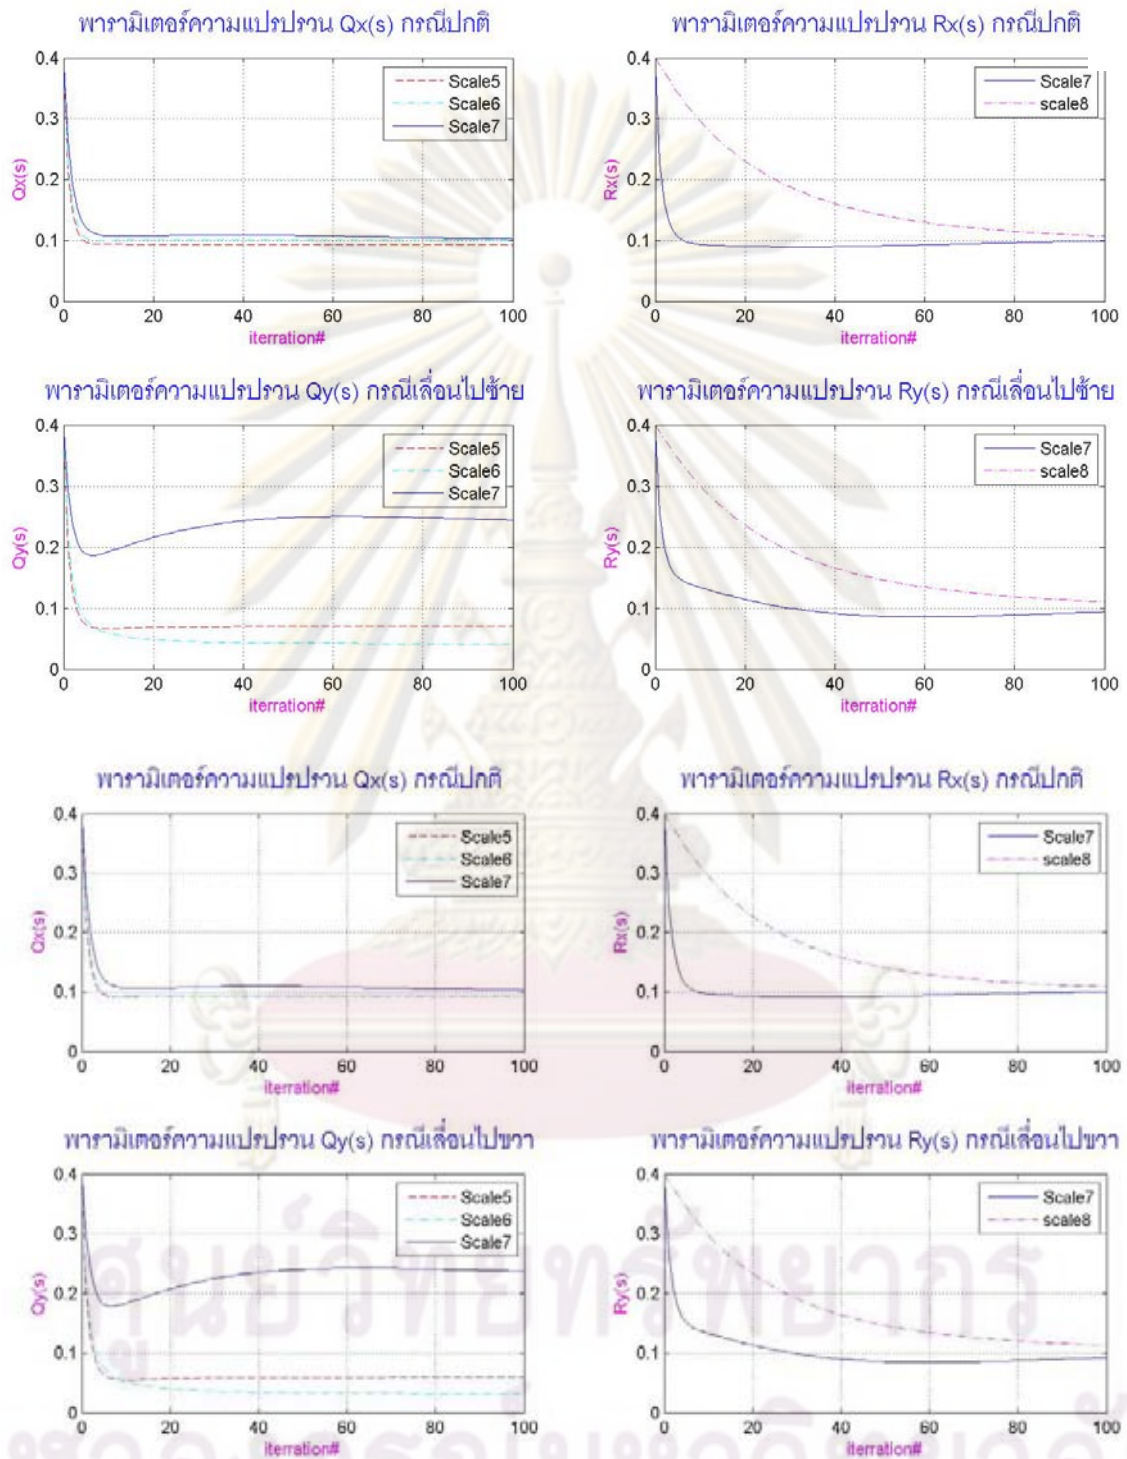 พารามิเตอร์ความแปรปรวน Qx(s) กรณีปกติ
0.4
0.3
0.2
0.1
0
Qx(s)
Scale5
Scale6
Scale7
0 20 40 60 80 100
iterration#
พารามิเตอร์ความแปรปรวน Rx(s) กรณีปกติ
0.4
0.3
0.2
0.1
0
Rx(s)
Scale7
scale8
0 20 40 60 80 100
iterration#
พารามิเตอร์ความแปรปรวน Qy(s) กรณีเลื่อนไปซ้าย
0.4
0.3
0.2
0.1
0
Qy(s)
Scale5
Scale6
Scale7
0 20 40 60 80 100
iterration#
พารามิเตอร์ความแปรปรวน Ry(s) กรณีเลื่อนไปซ้าย
0.4
0.3
0.2
0.1
0
Ry(s)
Scale7
scale8
0 20 40 60 80 100
iterration#
พารามิเตอร์ความแปรปรวน Qx(s) กรณีปกติ
0.4
0.3
0.2
0.1
0
Qx(s)
Scale5
Scale6
Scale7
0 20 40 60 80 100
iterration#
พารามิเตอร์ความแปรปรวน Rx(s) กรณีปกติ
0.4
0.3
0.2
0.1
0
Rx(s)
Scale7
scale8
0 20 40 60 80 100
iterration#
พารามิเตอร์ความแปรปรวน Qy(s) กรณีเลื่อนไปขวา
0.4
0.3
0.2
0.1
0
Qy(s)
Scale5
Scale6
Scale7
0 20 40 60 80 100
iterration#
พารามิเตอร์ความแปรปรวน Ry(s) กรณีเลื่อนไปขวา
0.4
0.3
0.2
0.1
0
Ry(s)
Scale7
scale8
0 20 40 60 80 100
iterration#
ศูนย์วิทยทรัพยากร